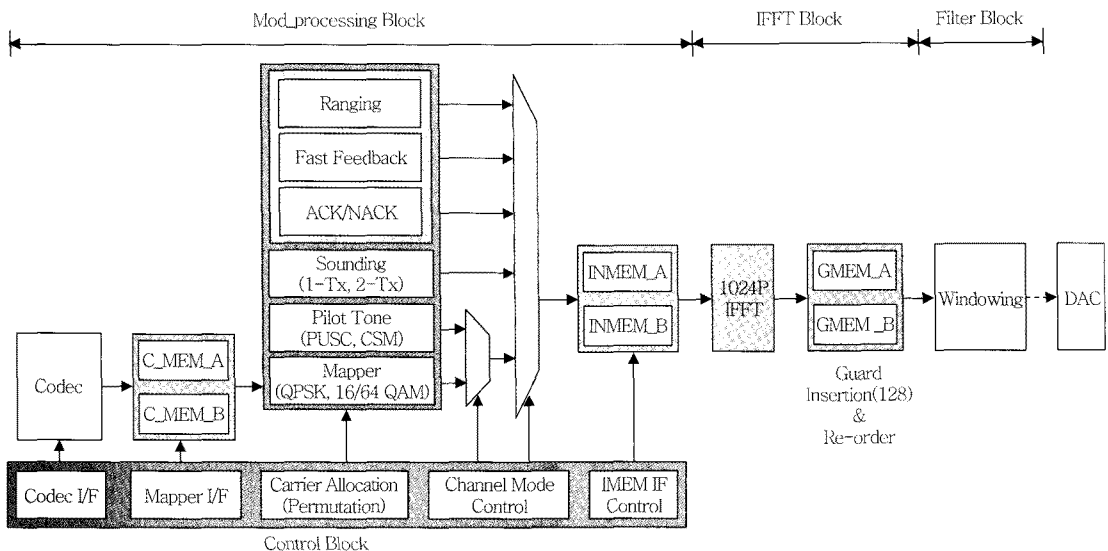 Mod_processing Block
IFFT Block
Filter Block
Ranging
Fast Feedback
ACK/NACK
Sounding
(1-Tx, 2-Tx)
Pilot Tone
(PUSC, CSM)
Mapper
(QPSK, 16/64 QAM)
Codec
C_MEM_A
C_MEM_B
INMEM_A
INMEM_B
1024P
IFFT
GMEM_A
GMEM _B
Guard
Insertion(128)
&
Re-order
Windowing
DAC
Codec I/F
Mapper I/F
Carrier Allocation
(Permutation)
Channel Mode
Control
IMEM IF
Control
Control Block